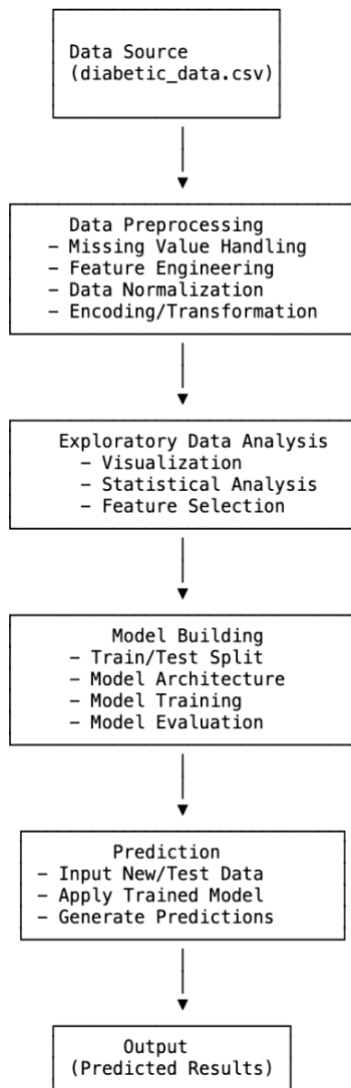 Data Source
(diabetic_data.csv)
Data Preprocessing
- Missing Value Handling
- Feature Engineering
- Data Normalization
- Encoding/Transformation
Exploratory Data Analysis
- Visualization
- Statistical Analysis
- Feature Selection
Model Building
- Train/Test Split
- Model Architecture
- Model Training
- Model Evaluation
Prediction
- Input New/Test Data
- Apply Trained Model
- Generate Predictions
Output
(Predicted Results)